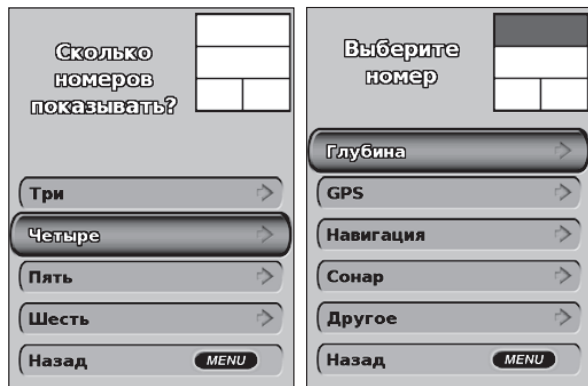 Сколько
номеров
показывать?
Три
Четыре
Пять
Шесть
Назад MENU
Выберите
номер
Глубина
GPS
Навигация
Сонар
Другое
Назад MENU